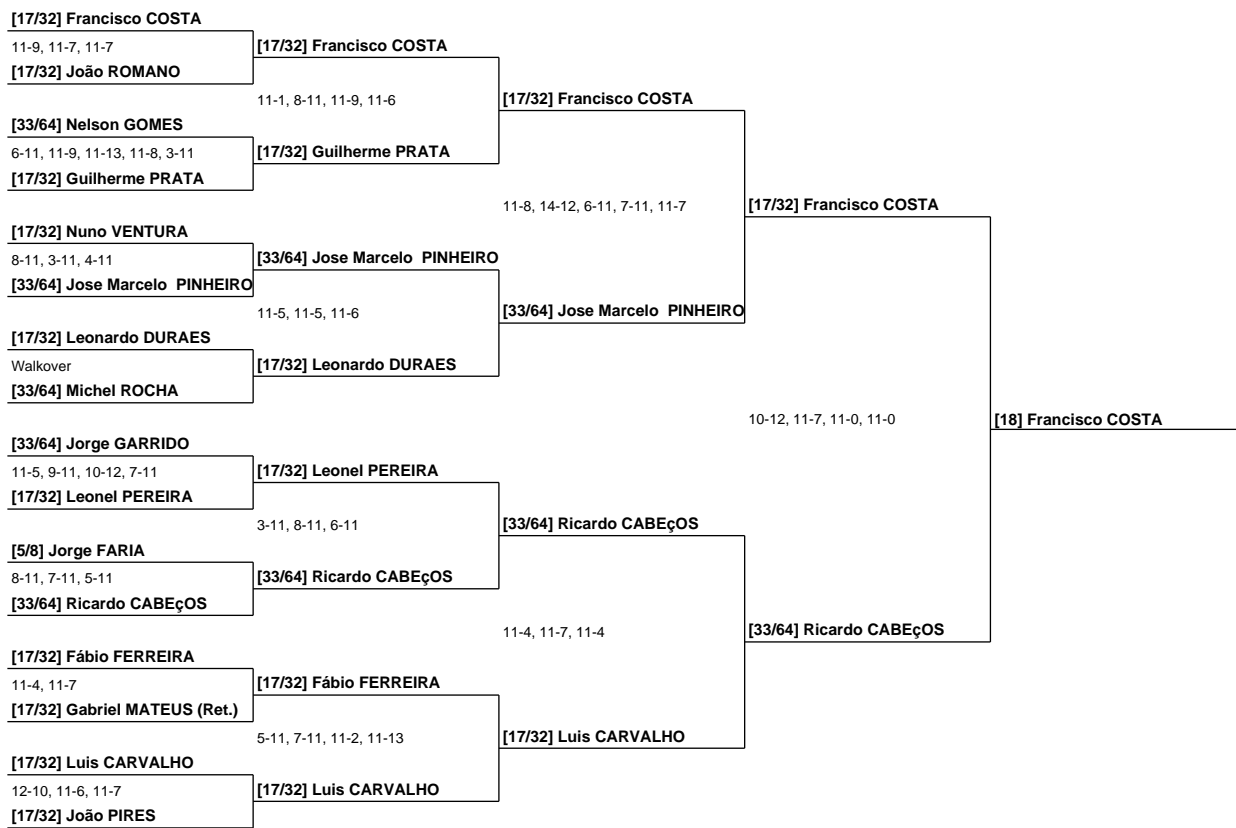 [17/32] Francisco COSTA
11-9, 11-7, 11-7
[17/32] João ROMANO
[33/64] Nelson GOMES
6-11, 11-9, 11-13, 11-8, 3-11
[17/32] Guilherme PRATA
[17/32] Nuno VENTURA
8-11, 3-11, 4-11
[33/64] Jose Marcelo  PINHEIRO
[17/32] Leonardo DURAES
Walkover
[33/64] Michel ROCHA
[33/64] Jorge GARRIDO
11-5, 9-11, 10-12, 7-11
[17/32] Leonel PEREIRA
[5/8] Jorge FARIA
8-11, 7-11, 5-11
[33/64] Ricardo CABEçOS
[17/32] Fábio FERREIRA
11-4, 11-7
[17/32] Gabriel MATEUS (Ret.)
[17/32] Luis CARVALHO
12-10, 11-6, 11-7
[17/32] João PIRES
[17/32] Francisco COSTA
11-1, 8-11, 11-9, 11-6
[17/32] Guilherme PRATA
[33/64] Jose Marcelo  PINHEIRO
11-5, 11-5, 11-6
[17/32] Leonardo DURAES
[17/32] Leonel PEREIRA
3-11, 8-11, 6-11
[33/64] Ricardo CABEçOS
[17/32] Fábio FERREIRA
5-11, 7-11, 11-2, 11-13
[17/32] Luis CARVALHO
[17/32] Francisco COSTA
11-8, 14-12, 6-11, 7-11, 11-7
[33/64] Jose Marcelo  PINHEIRO
[33/64] Ricardo CABEçOS
11-4, 11-7, 11-4
[17/32] Luis CARVALHO
[17/32] Francisco COSTA
10-12, 11-7, 11-0, 11-0
[33/64] Ricardo CABEçOS
[18] Francisco COSTA